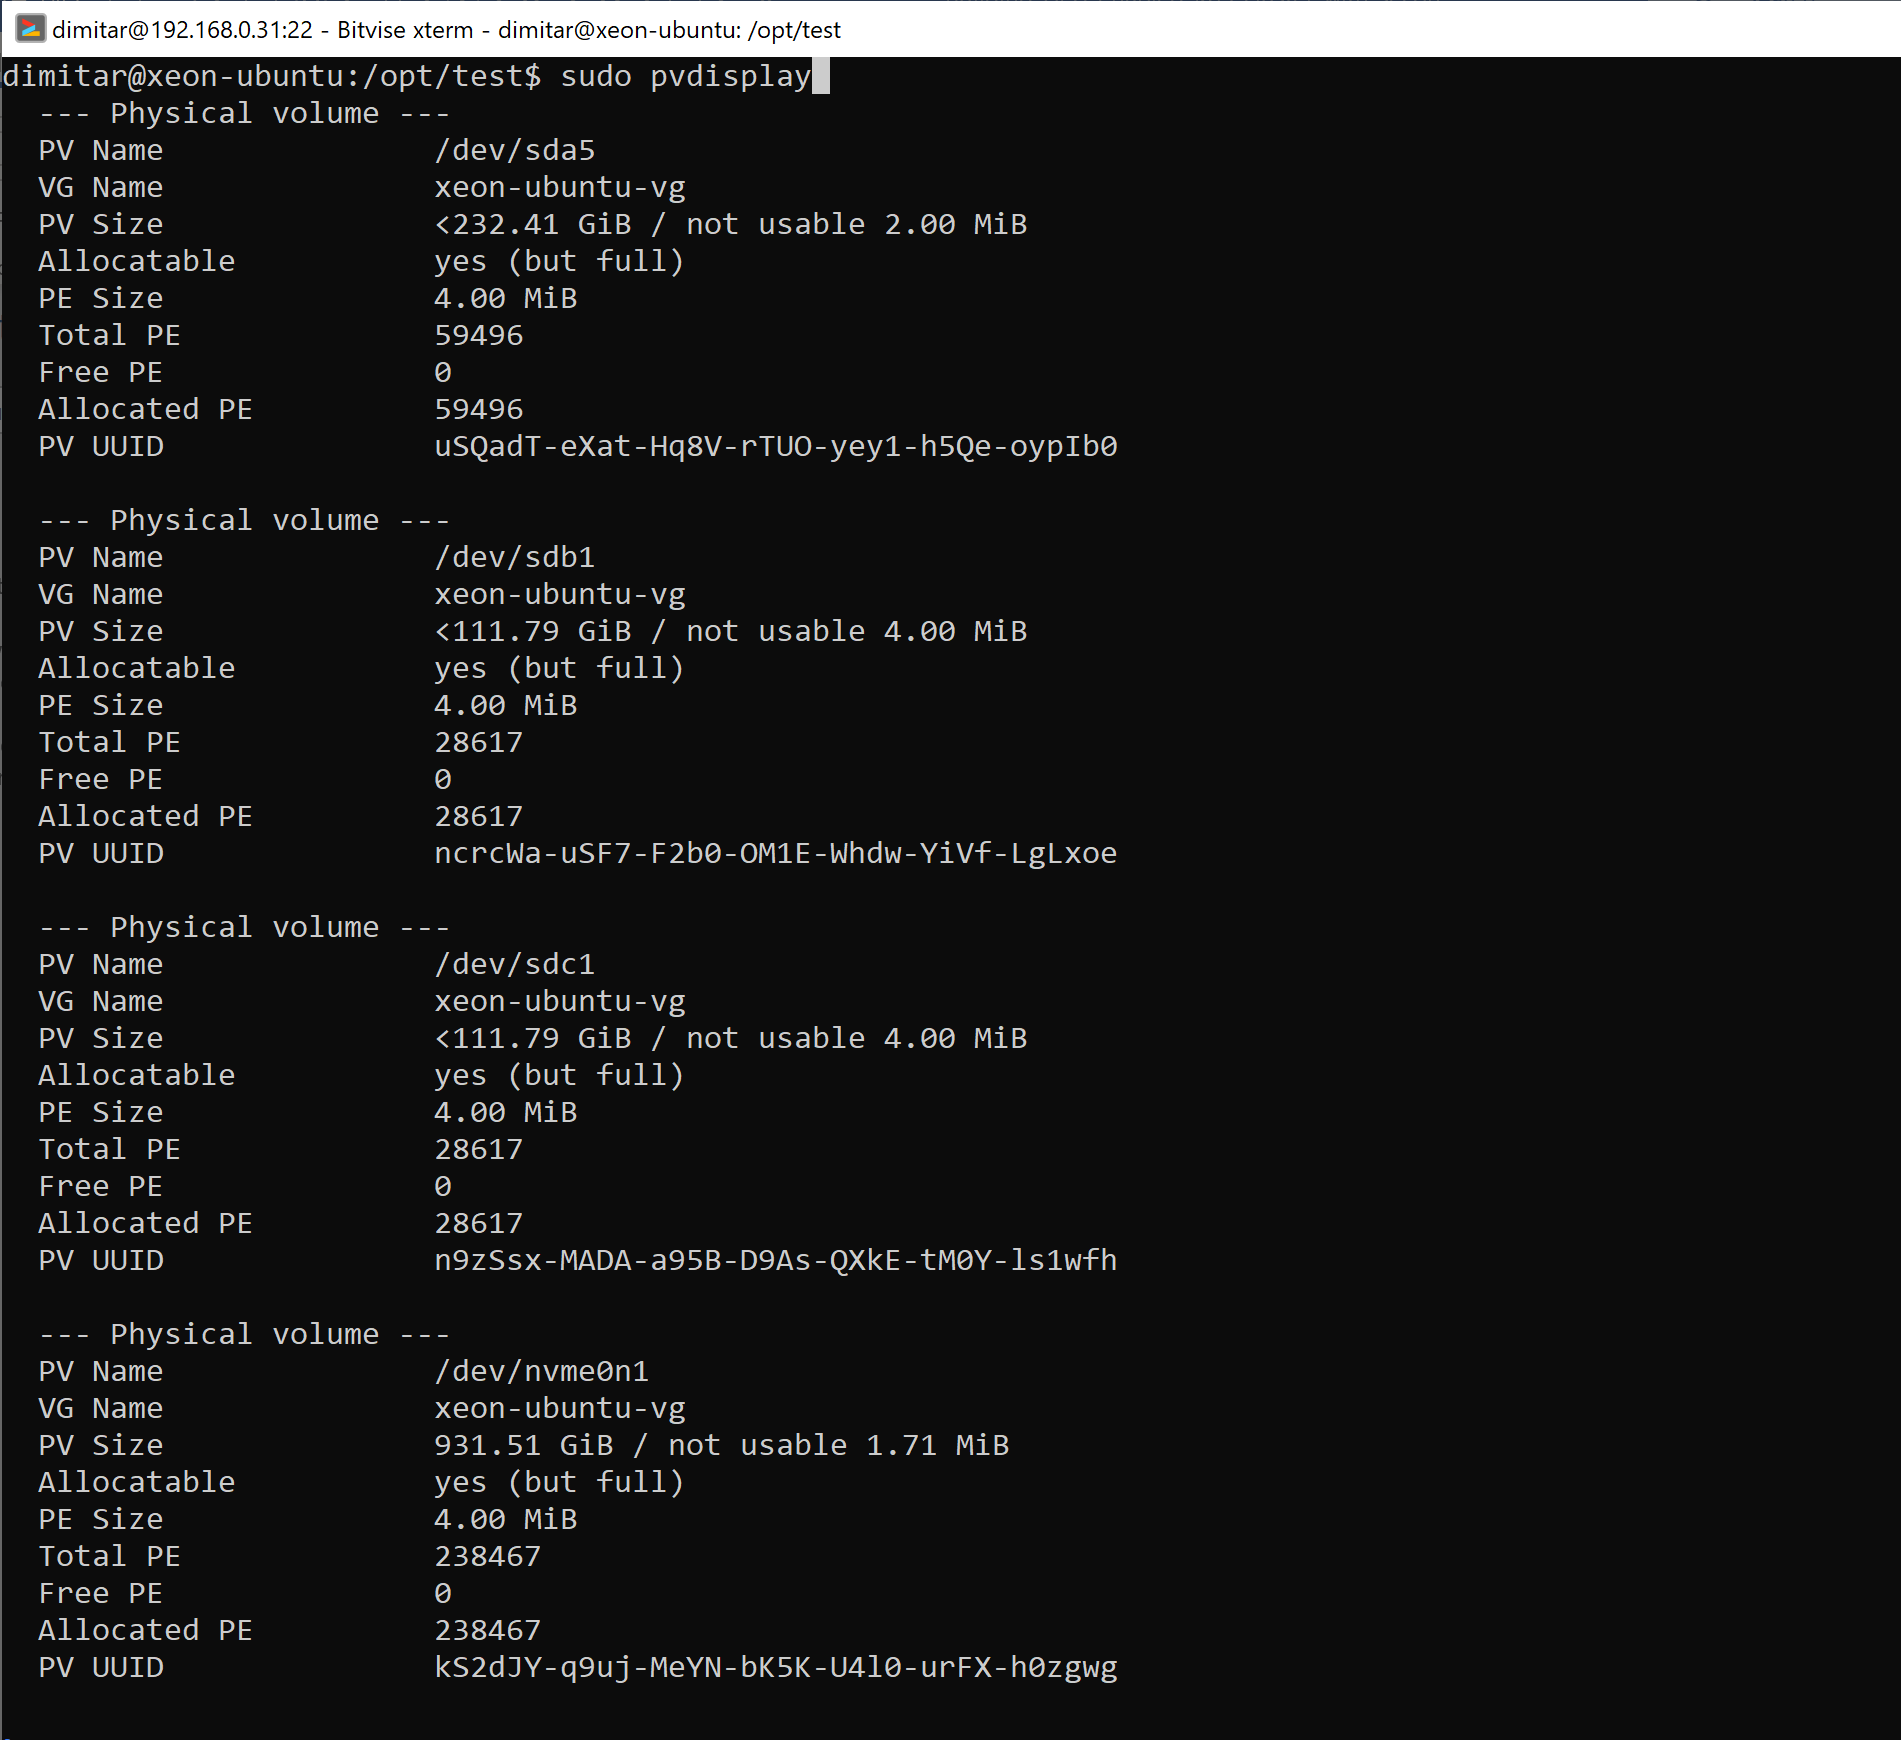 dimitar@192.168.0.31:22 - Bitvise xterm - dimitar@xeon-ubuntu: /opt/test
dimitar@xeon-ubuntu:/opt/test$ sudo pvdisplay
--- Physical volume ---
PV Name /dev/sda5
VG Name xeon-ubuntu-vg
PV Size <232.41 GiB / not usable 2.00 MiB
Allocatable yes (but full)
PE Size 4.00 MiB
Total PE 59496
Free PE 0
Allocated PE 59496
PV UUID uSQadT-eXat-Hq8V-rTUO-yey1-h5Qe-oypIb0
--- Physical volume ---
PV Name /dev/sdb1
VG Name xeon-ubuntu-vg
PV Size <111.79 GiB / not usable 4.00 MiB
Allocatable yes (but full)
PE Size 4.00 MiB
Total PE 28617
Free PE 0
Allocated PE 28617
PV UUID ncrcWa-uSF7-F2b0-OM1E-Whdw-YiVf-LgLxoe
--- Physical volume ---
PV Name /dev/sdc1
VG Name xeon-ubuntu-vg
PV Size <111.79 GiB / not usable 4.00 MiB
Allocatable yes (but full)
PE Size 4.00 MiB
Total PE 28617
Free PE 0
Allocated PE 28617
PV UUID n9zSsx-MADA-a95B-D9As-QXkE-tM0Y-ls1wfh
--- Physical volume ---
PV Name /dev/nvme0n1
VG Name xeon-ubuntu-vg
PV Size 931.51 GiB / not usable 1.71 MiB
Allocatable yes (but full)
PE Size 4.00 MiB
Total PE 238467
Free PE 0
Allocated PE 238467
PV UUID kS2dJY-q9uj-MeYN-bK5K-U4l0-urFX-h0zgwg